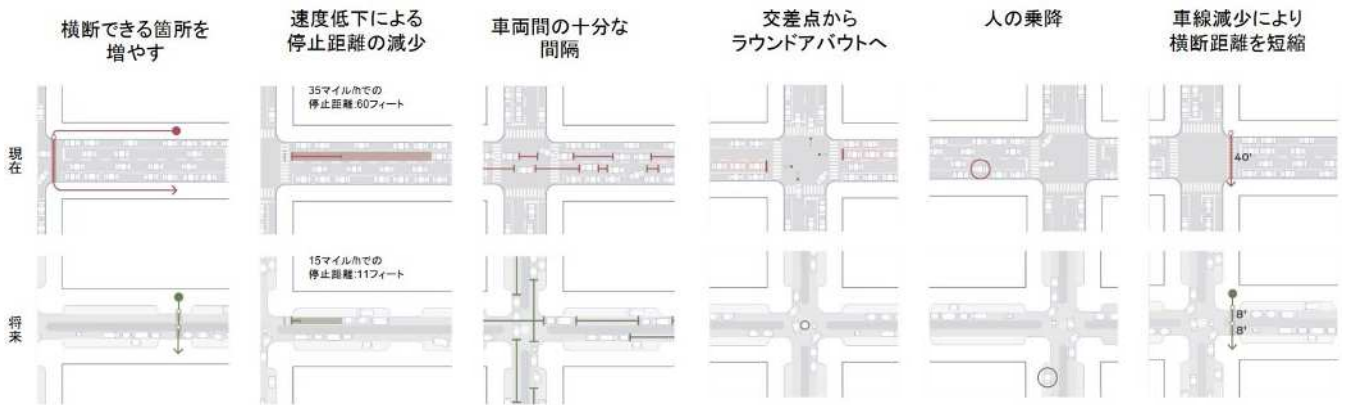 横断できる箇所を
増やす
速度低下による
停止距離の減少
車両間の十分な
間隔
交差点から
ラウンドアバウトへ
人の乗降
車線減少により
横断距離を短縮
現在
35マイル/hでの
停止距離:60フィート
40'
将来
15マイル/hでの
停止距離:11フィート
8'
8'